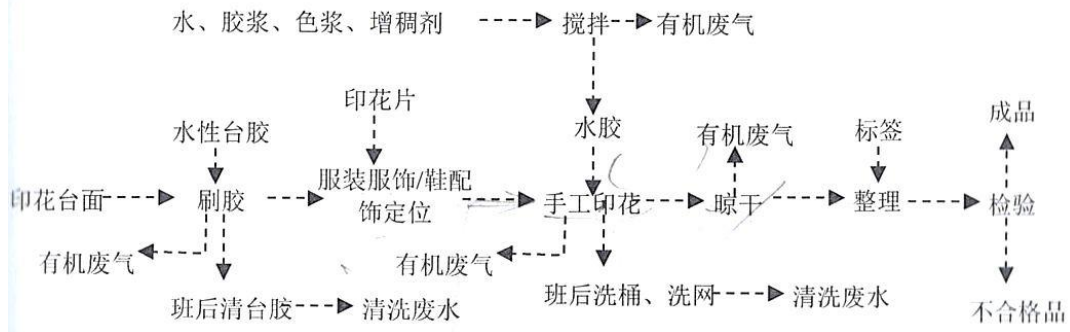 水、胶浆、色浆、增稠剂 搅拌 有机废气
印花片
水性台胶 水胶 有机废气 标签 成品
印花台面 刷胶 服装服饰/鞋配 手工印花 晾干 整理 检验
饰定位
有机废气 有机废气
班后清台胶 清洗废水 班后洗桶、洗网 清洗废水 不合格品